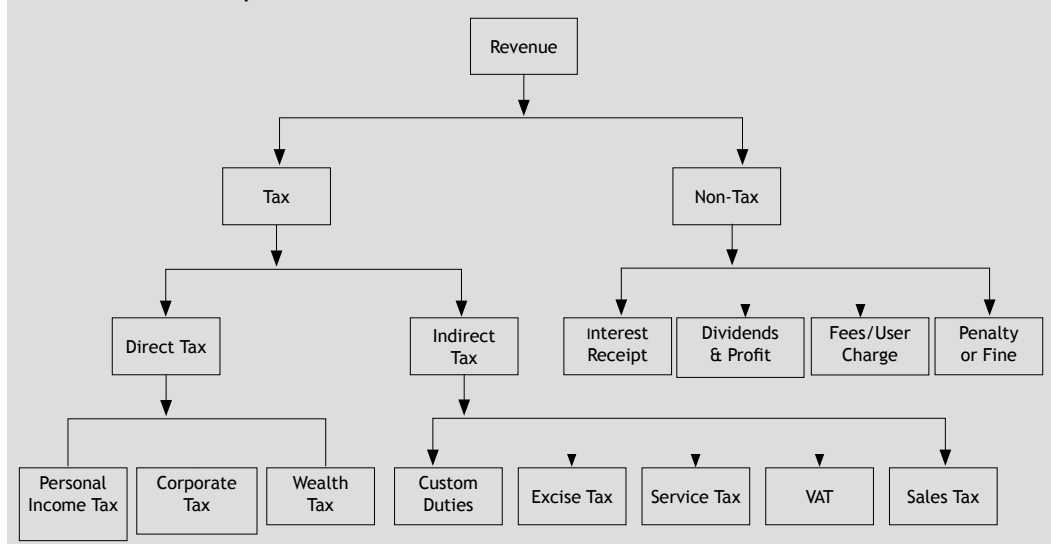 Revenue
Tax
Non-Tax
Direct Tax
Indirect
Tax
Interest
Receipt
Dividends
& Profit
Fees/User
Charge
Penalty
or Fine
Personal
Income Tax
Corporate
Tax
Wealth
Tax
Custom
Duties
Excise Tax
Service Tax
VAT
Sales Tax